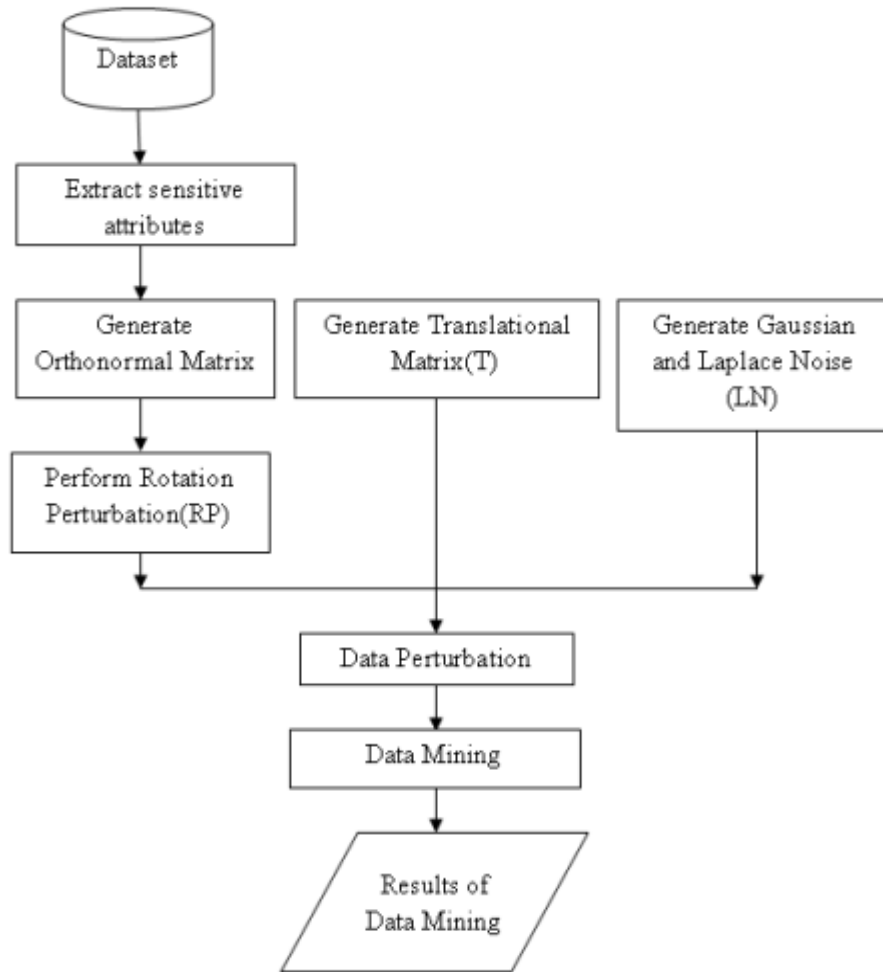 Dataset
Extract sensitive
attributes
Generate
Orthonormal Matrix
Generate Translational
Matrix(T)
Generate Gaussian
and Laplace Noise
(LN)
Perform Rotation
Perturbation(RP)
Data Perturbation
Data Mining
Results of
Data Mining